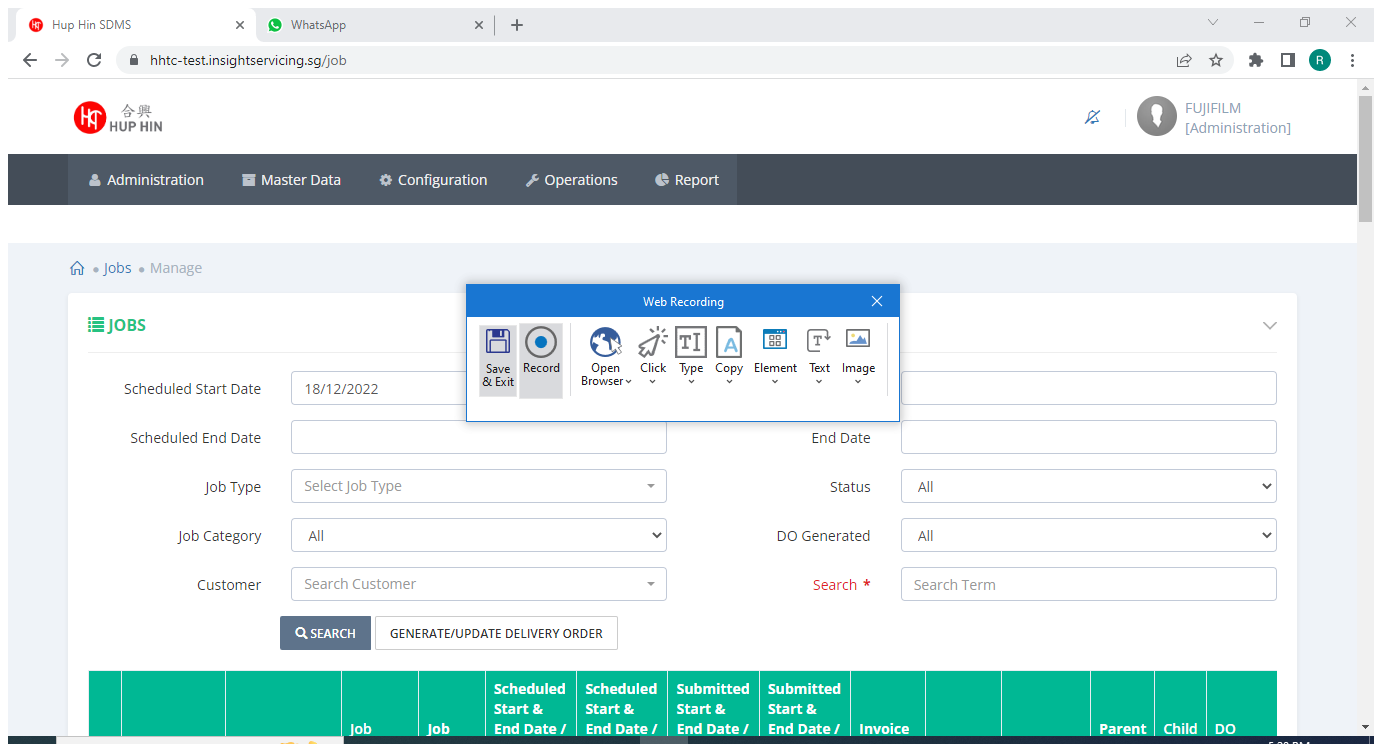 Hup Hin SDMS
WhatsApp
hhtc-test.insightservicing.sg/job
R
合興
HUP HIN
FUJIFILM
[Administration]
Administration
Master Data
Configuration
Operations
Report
Jobs
Manage
Web Recording
JOBS
Save
& Exit
Record
Open
Browser
Click
Type
Copy
Element
Text
Image
Scheduled Start Date
18/12/2022
Scheduled End Date
End Date
Job Type
Select Job Type
Status
All
Job Category
All
DO Generated
All
Customer
Search Customer
Search *
Search Term
SEARCH
GENERATE/UPDATE DELIVERY ORDER
Job
Job
Scheduled
Start &
End Date /
Scheduled
Start &
End Date /
Submitted
Start &
End Date /
Submitted
Start &
End Date /
Invoice
Parent
Child
DO